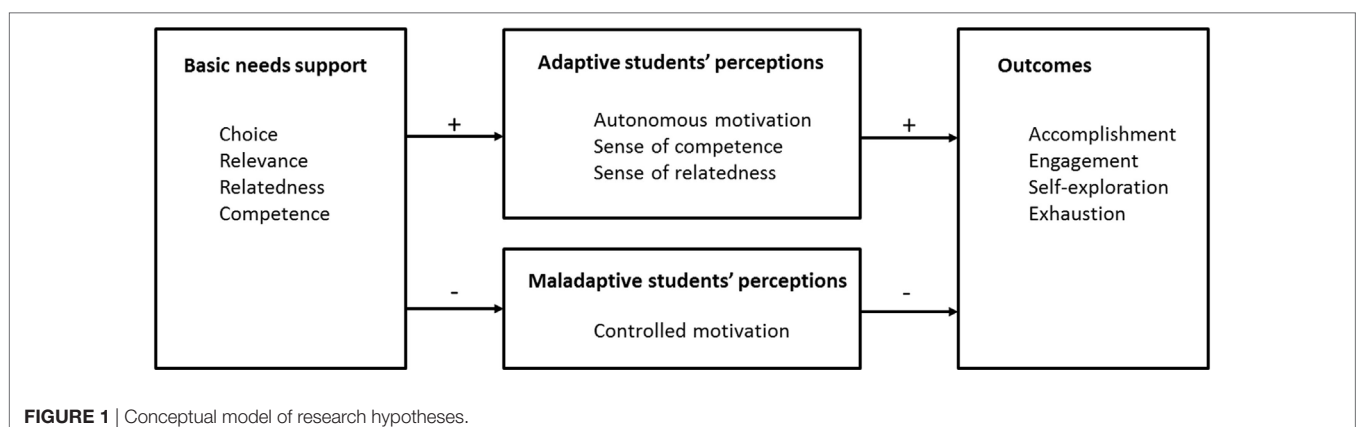 Basic needs support
Choice
Relevance
Relatedness
Competence
+
-
Adaptive students' perceptions
Autonomous motivation
Sense of competence
Sense of relatedness
Maladaptive students' perceptions
Controlled motivation
+
-
Outcomes
Accomplishment
Engagement
Self-exploration
Exhaustion
FIGURE 1 | Conceptual model of research hypotheses.